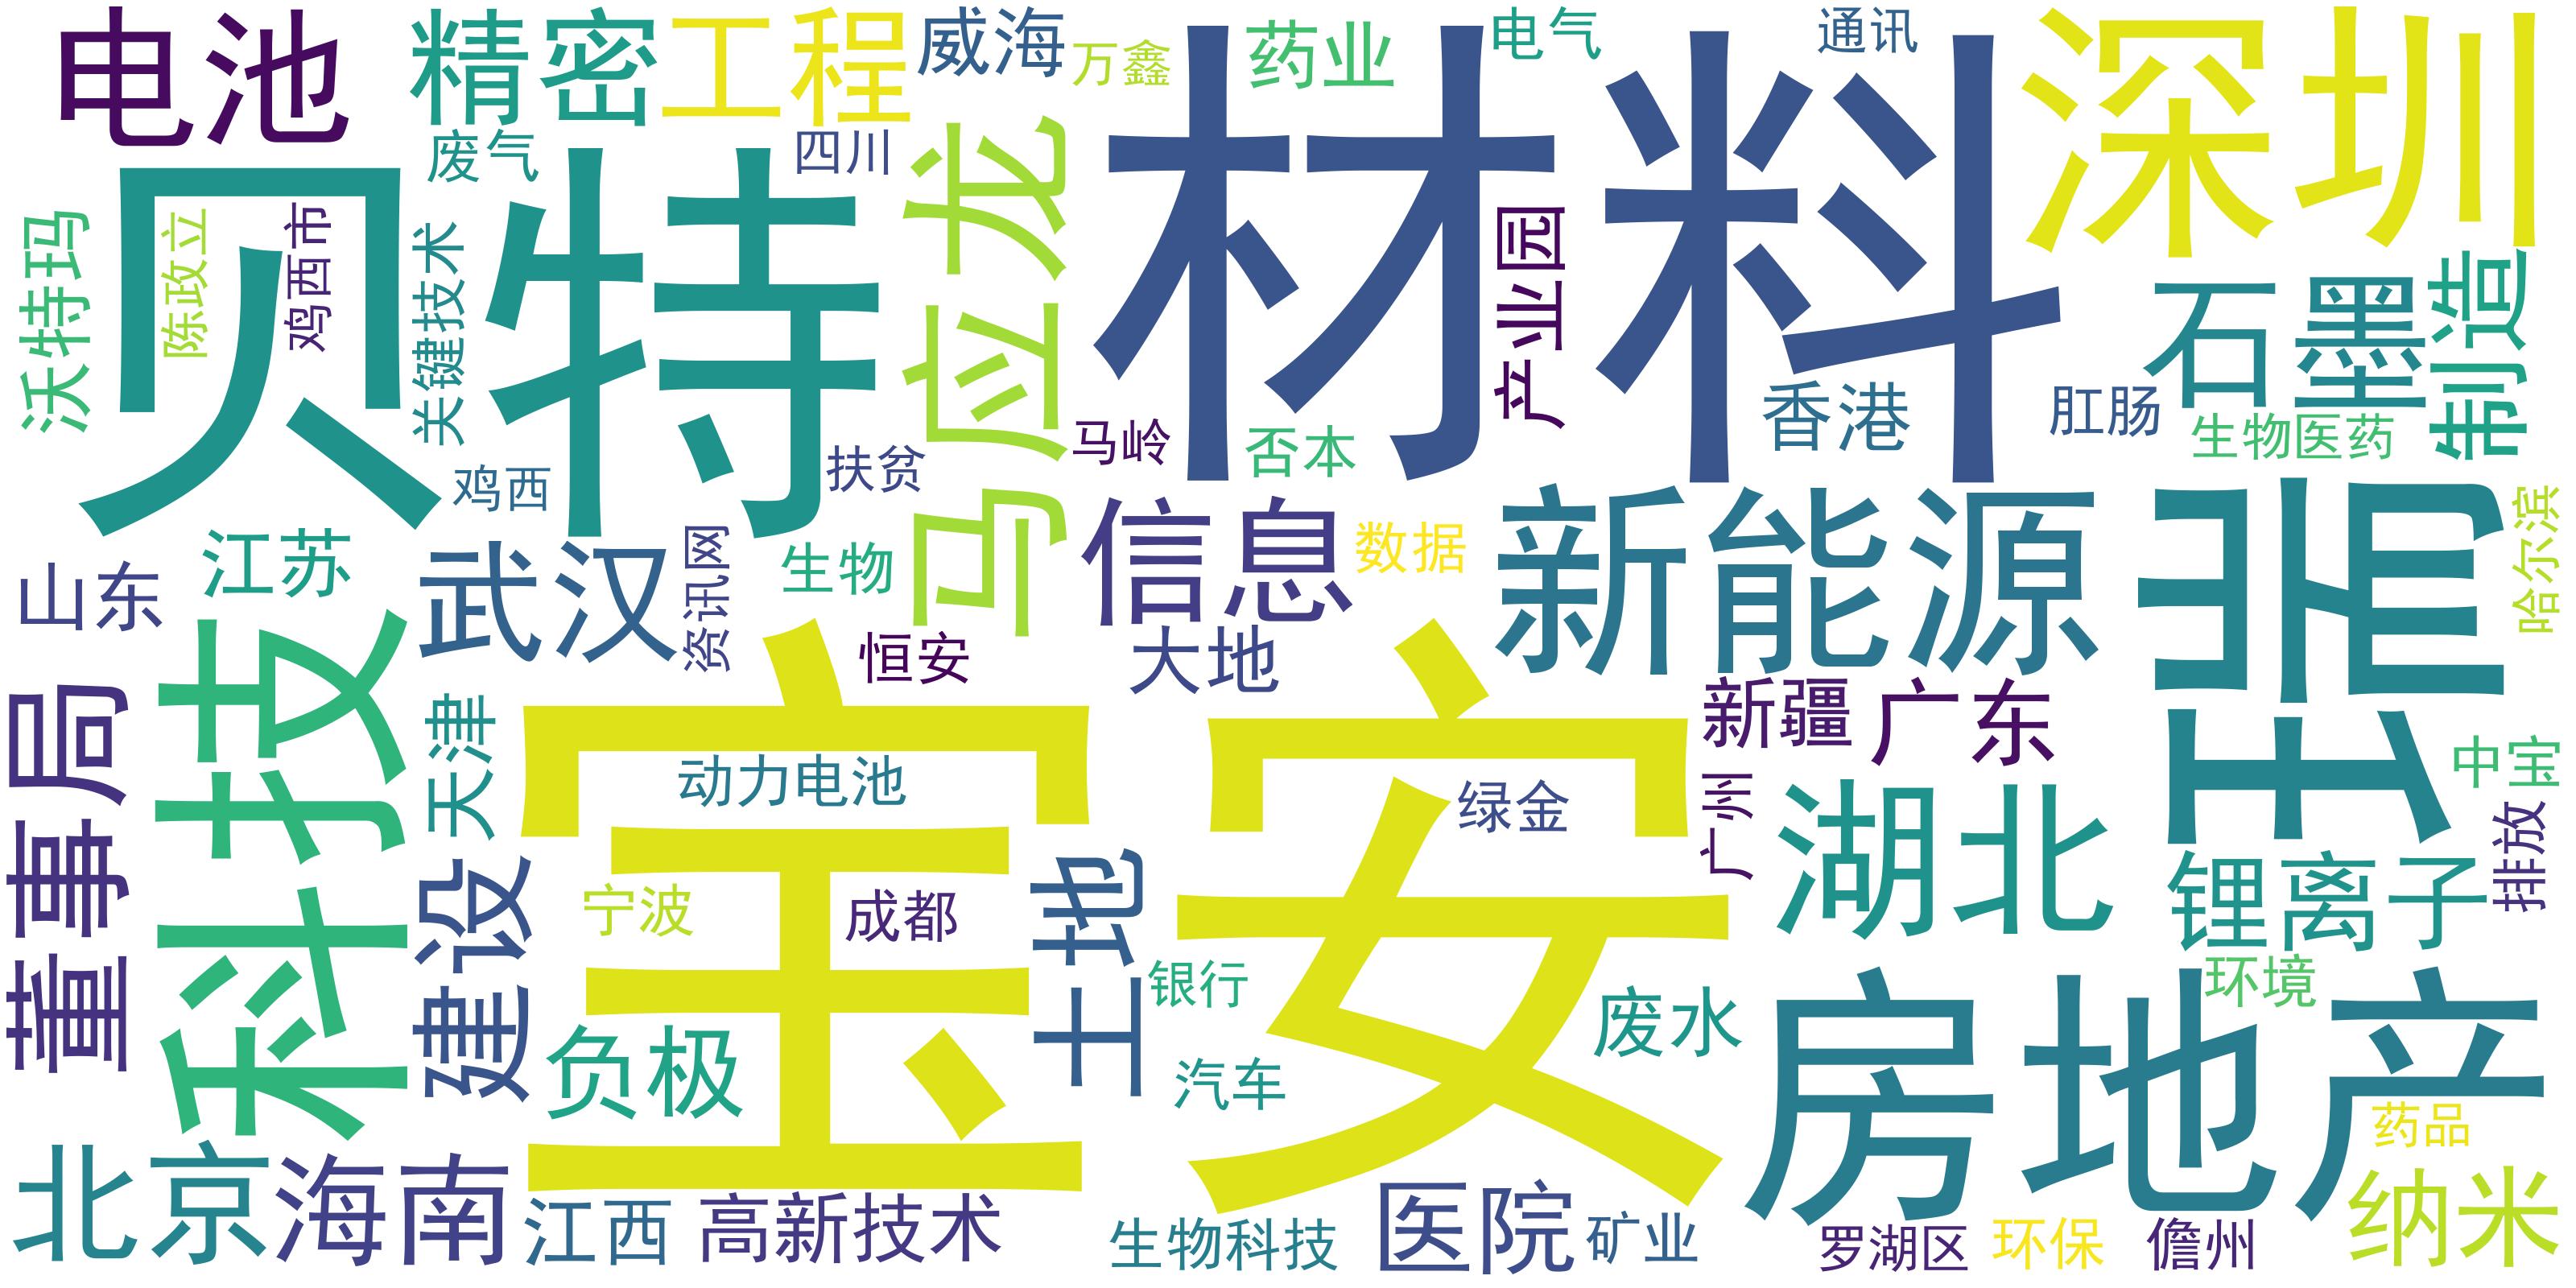 电池
精密
工程
威海
万鑫
药业
电气
通讯
深圳
废气
四川
材料
贝特
瑞
沃特玛
陈政立
鸡西市
关键技术
马应龙
产业园
石墨
制造
香港
肛肠
生物医药
马岭
否本
扶贫
鸡西
信息
数据
新能源
哈尔滨
江苏
山东
武汉
资讯网
生物
恒安
大地
新疆
广东
董事局
科技
天津
宝安
动力电池
绿金
广州
湖北
中宝
排放
宁波
成都
土地
建设
锂离子
环境
银行
废水
负极
汽车
房地产
药品
纳米
北京
海南
江西
高新技术
生物科技
医院
矿业
罗湖区
环保
儋州